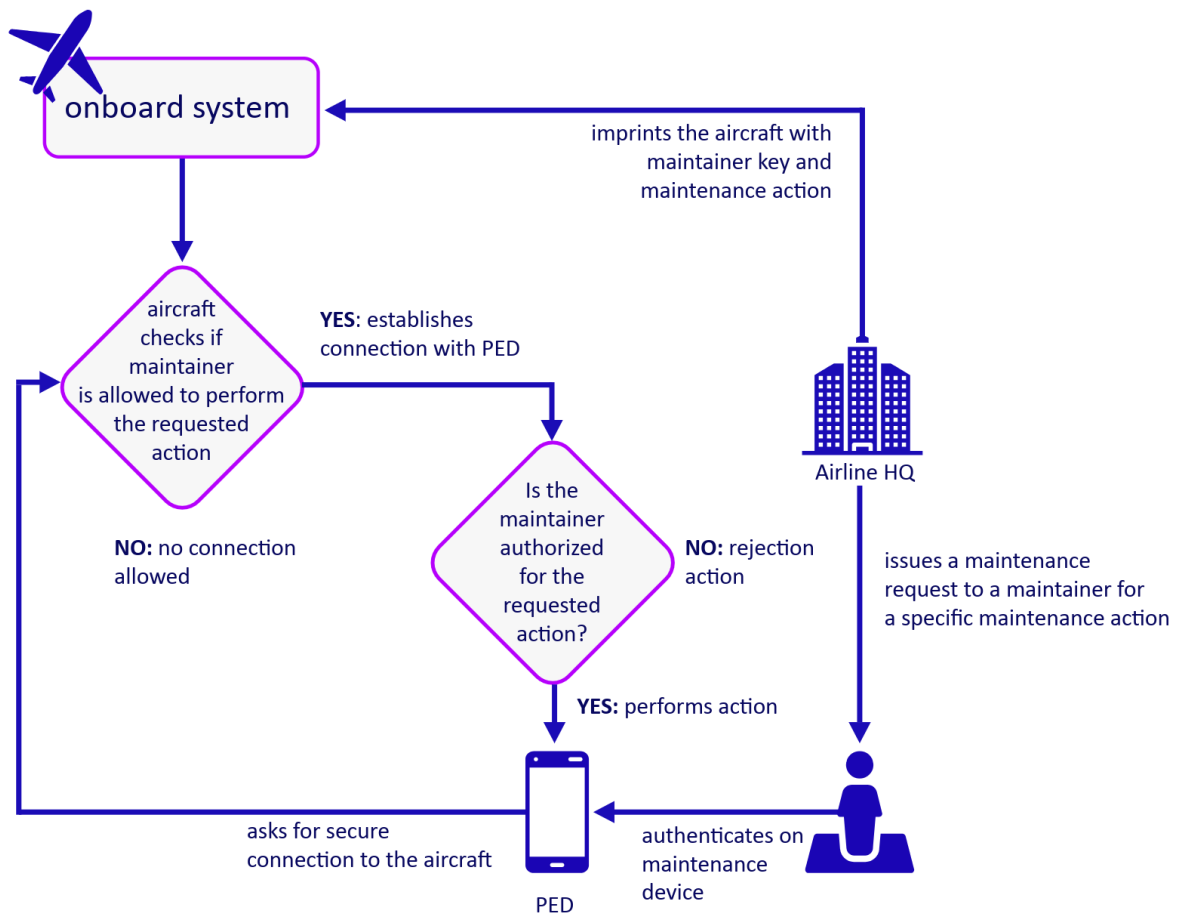 onboard system
imprints the aircraft with
maintainer key and
maintenance action
aircraft
checks if
maintainer
is allowed to perform
the requested
action
YES: establishes
connection with PED
Airline HQ
Is the
maintainer
authorized
for the
requested
action?
NO: no connection
allowed
NO: rejection
action
issues a maintenance
request to a maintainer for
a specific maintenance action
YES: performs action
asks for secure
connection to the aircraft
authenticates on
maintenance
device
PED